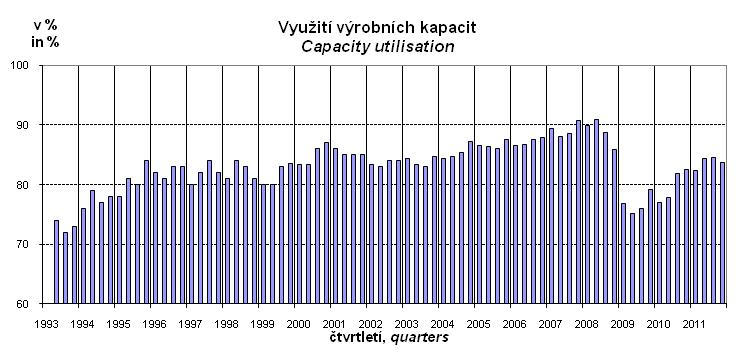 v %
in %
Využití výrobních kapacit
Capacity utilisation
100
90
80
70
60
1993 1994 1995 1996 1997 1998 1999 2000 2001 2002 2003 2004 2005 2006 2007 2008 2009 2010 2011
čtvrtletí, quarters